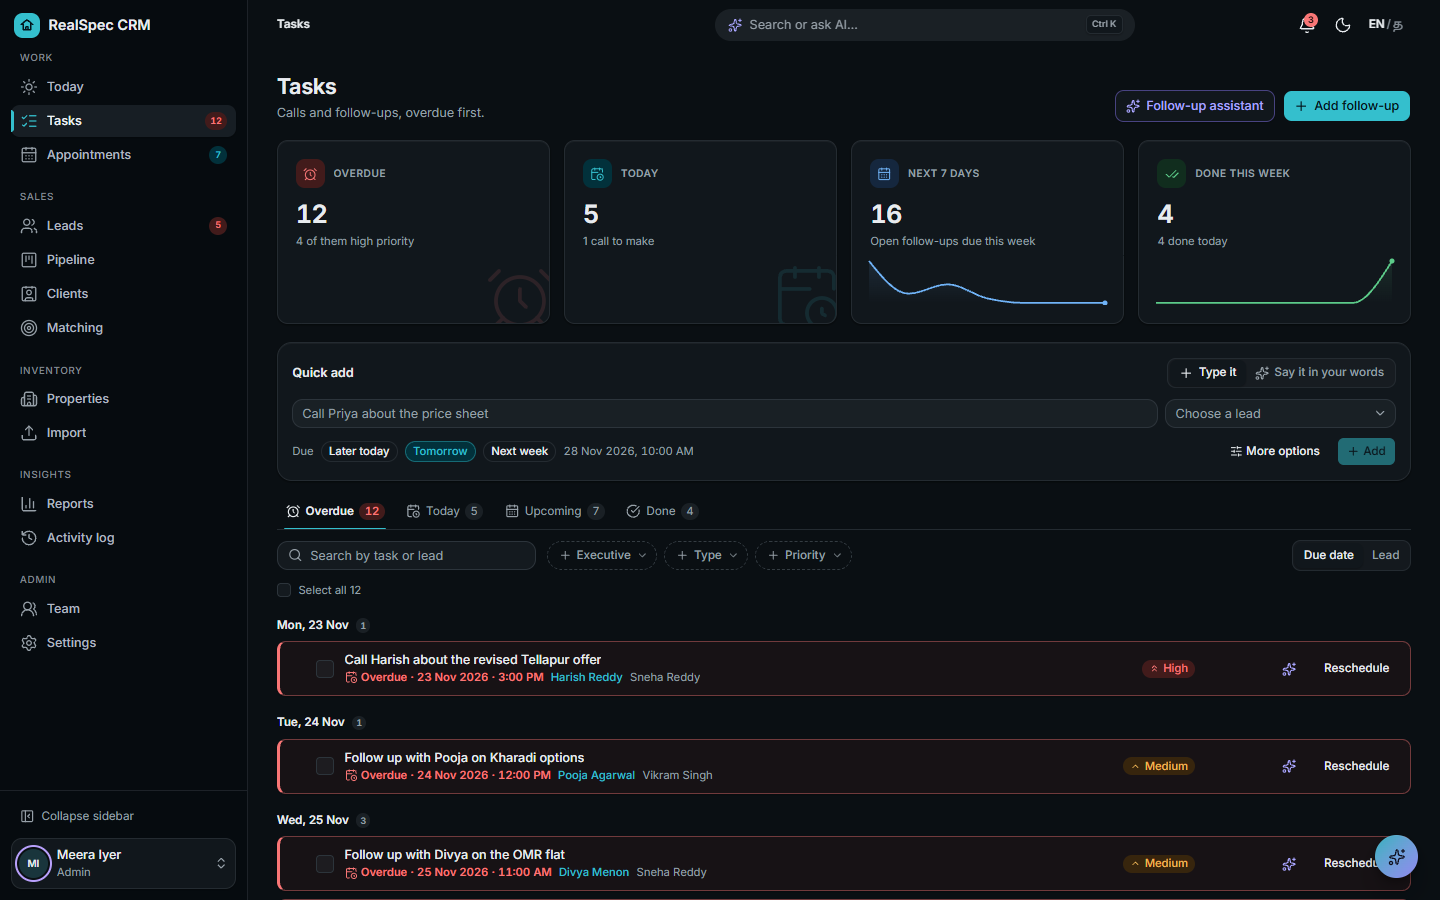 RealSpec CRM
WORK
Today
Tasks 12
Appointments 7
SALES
Leads 5
Pipeline
Clients
Matching
INVENTORY
Properties
Import
INSIGHTS
Reports
Activity log
ADMIN
Team
Settings
Collapse sidebar
MI
Meera Iyer
Admin
Tasks
Search or ask AI... Ctrl K
3
EN / த
Tasks
Calls and follow-ups, overdue first.
Follow-up assistant
+ Add follow-up
OVERDUE
12
4 of them high priority
TODAY
5
1 call to make
NEXT 7 DAYS
16
Open follow-ups due this week
DONE THIS WEEK
4
4 done today
Quick add
+ Type it
Say it in your words
Call Priya about the price sheet
Choose a lead
Due Later today Tomorrow Next week 28 Nov 2026, 10:00 AM
More options
+ Add
Overdue 12 Today 5 Upcoming 7 Done 4
Search by task or lead
+ Executive + Type + Priority
Due date Lead
Select all 12
Mon, 23 Nov 1
Call Harish about the revised Tellapur offer
Overdue · 23 Nov 2026 · 3:00 PM Harish Reddy Sneha Reddy
High
Reschedule
Tue, 24 Nov 1
Follow up with Pooja on Kharadi options
Overdue · 24 Nov 2026 · 12:00 PM Pooja Agarwal Vikram Singh
Medium
Reschedule
Wed, 25 Nov 3
Follow up with Divya on the OMR flat
Overdue · 25 Nov 2026 · 11:00 AM Divya Menon Sneha Reddy
Medium